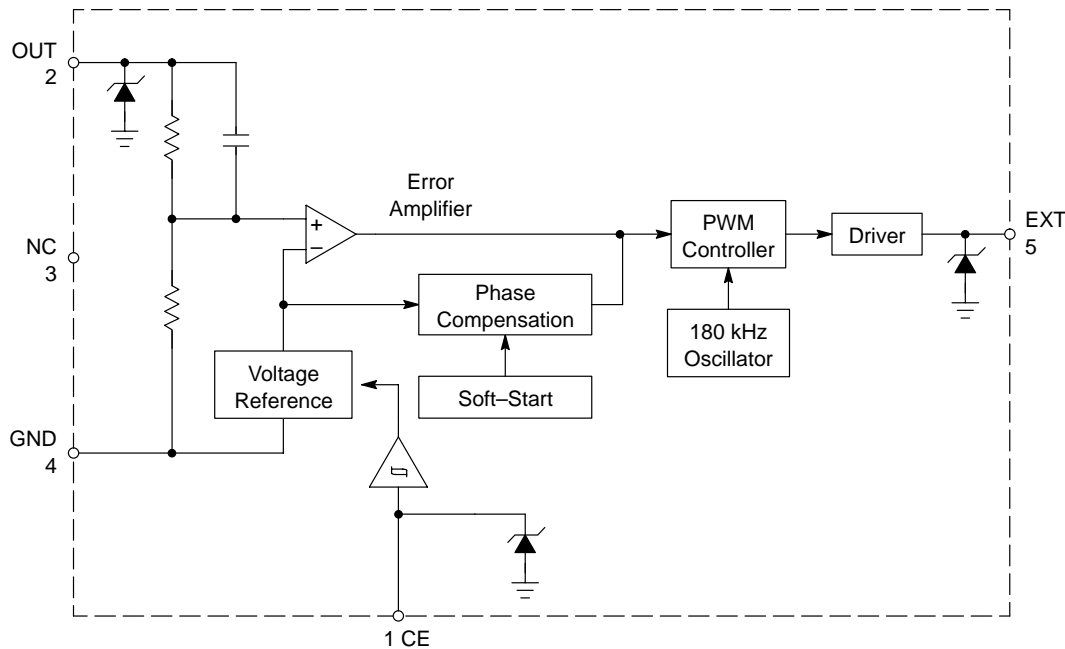 OUT
2
Error
Amplifier
+
−
NC
3
PWM
Controller
Driver
EXT
5
Phase
Compensation
180 kHz
Oscillator
Voltage
Reference
Soft–Start
GND
4
1 CE